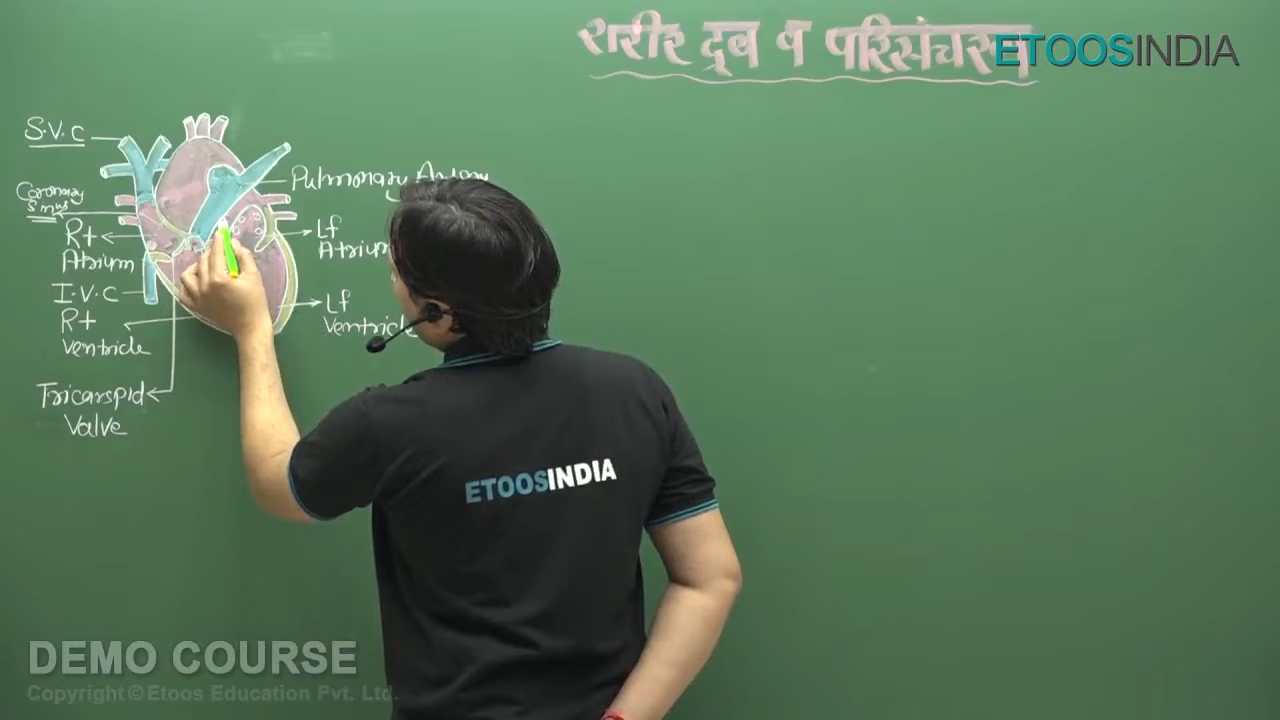 शरीर द्रव व परिसंचरण
ETOOSINDIA
S.V.C
Pulmonary Artery
Coronary
Sinus
Rt
Atrium
Lf
Atrium
I.V.C
Rt
ventricle
Lf
Ventricle
Tricarspid
Valve
ETOOSINDIA
DEMO COURSE
Copyright © Etoos Education Pvt. Ltd.